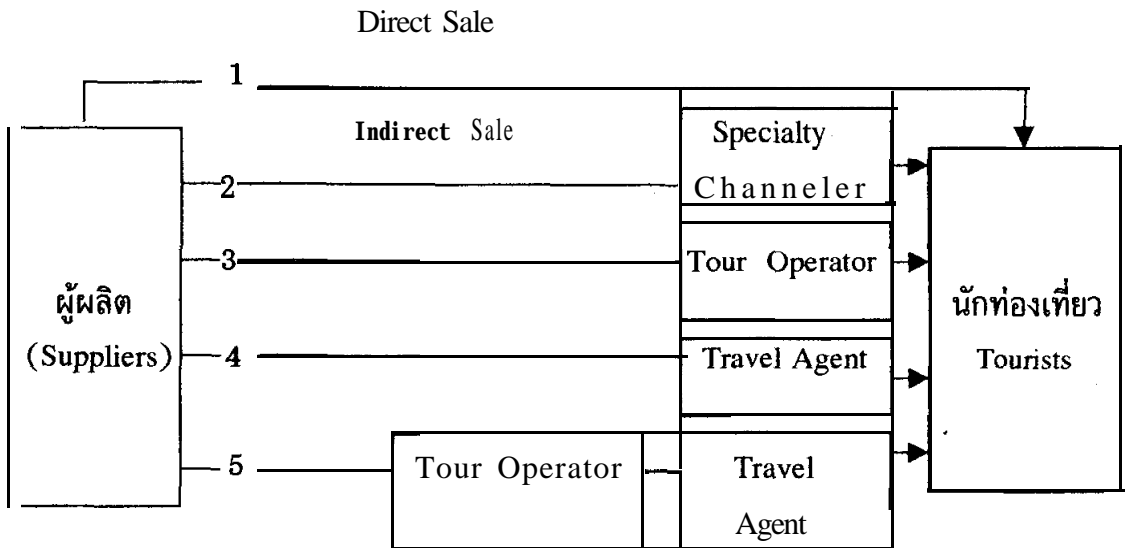 Direct Sale
1
Indirect Sale
Specialty
Channeler
2
3
Tour Operator
ผู้ผลิต
(Suppliers)
นักท่องเที่ยว
Tourists
4
Travel Agent
5
Tour Operator
Travel
Agent